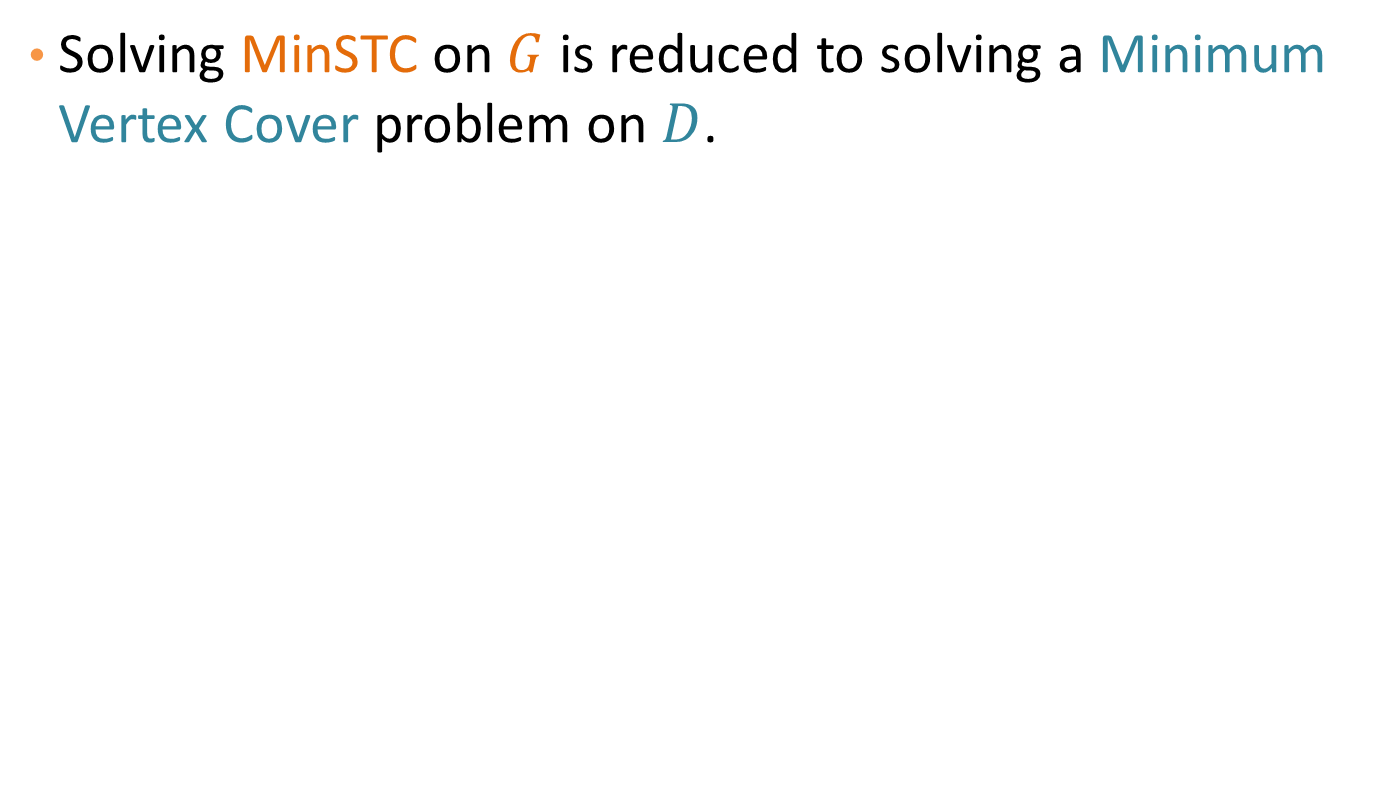 • Solving MinSTC on G is reduced to solving a Minimum
Vertex Cover problem on D.